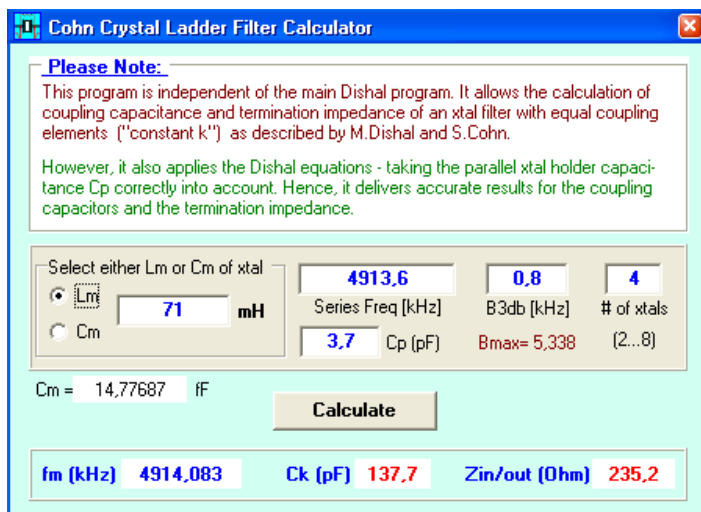 Cohn Crystal Ladder Filter Calculator
Please Note:
This program is independent of the main Dishal program. It allows the calculation of
coupling capacitance and termination impedance of an xtal filter with equal coupling
elements ("constant k") as described by M.Dishal and S.Cohn.
However, it also applies the Dishal equations - taking the parallel xtal holder capaci-
tance Cp correctly into account. Hence, it delivers accurate results for the coupling
capacitors and the termination impedance.
Select either Lm or Cm of xtal
Lm 71 mH
Cm
4913,6 0,8 4
Series Freq [kHz] B3db [kHz] # of xtals
3,7 Cp (pF) Bmax= 5,338 (2...8)
Cm = 14,77687 fF
Calculate
fm (kHz) 4914,083 Ck (pF) 137,7 Zin/out (Ohm) 235,2